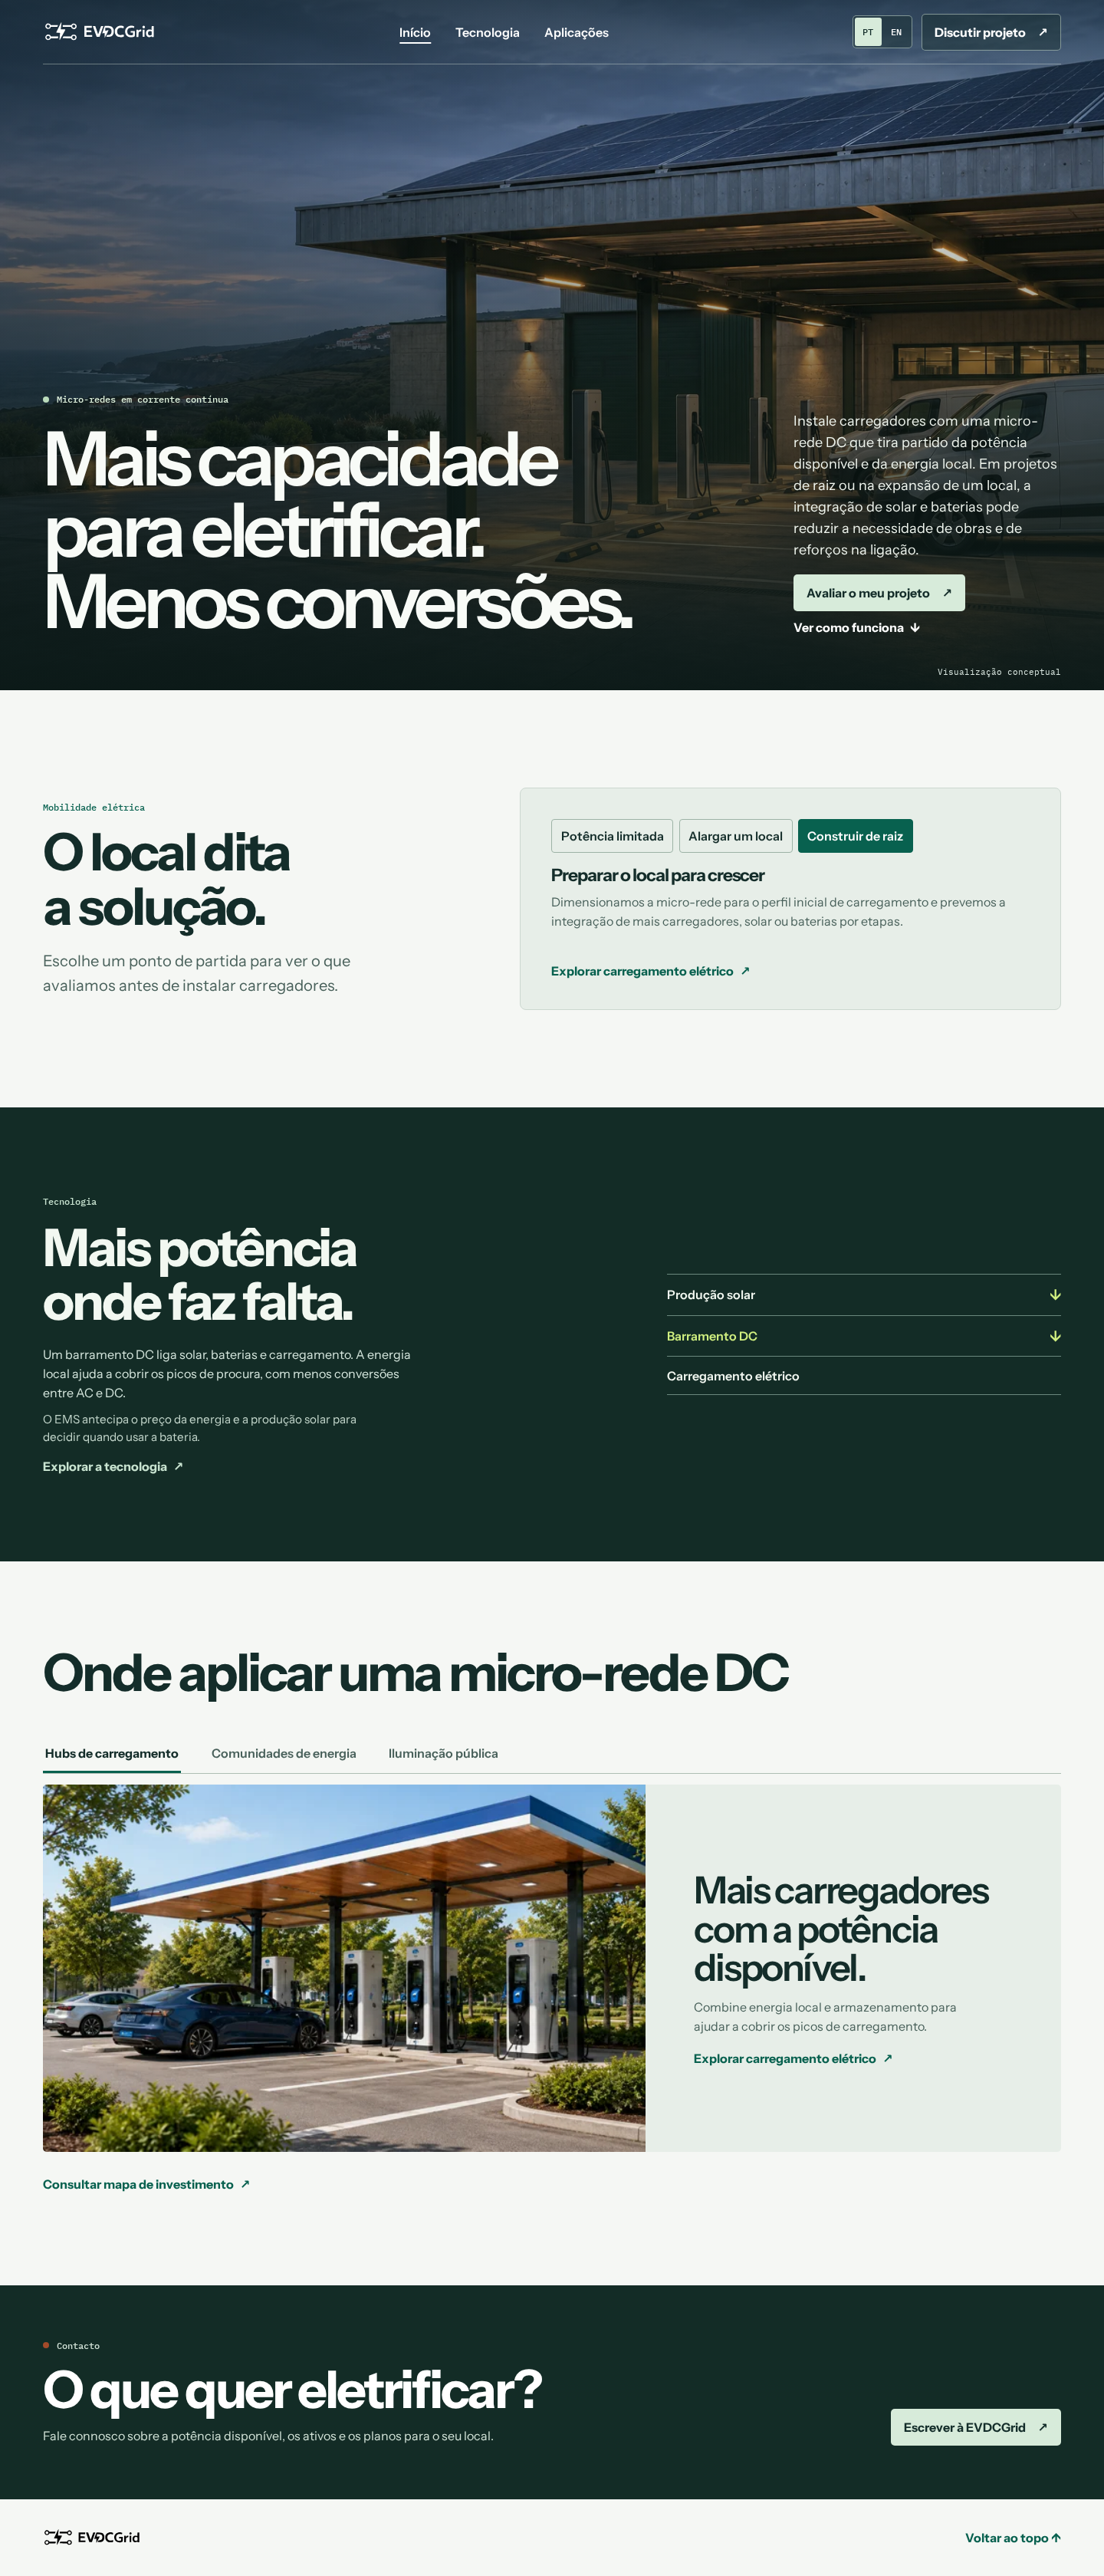 EVDCGrid
Início
Tecnologia
Aplicações
PT
EN
Discutir projeto ↗
Micro-redes em corrente contínua
Mais capacidade
para eletrificar.
Menos conversões.
Instale carregadores com uma micro-
rede DC que tira partido da potência
disponível e da energia local. Em projetos
de raiz ou na expansão de um local, a
integração de solar e baterias pode
reduzir a necessidade de obras e de
reforços na ligação.
Avaliar o meu projeto ↗
Ver como funciona ↓
Visualização conceptual
Mobilidade elétrica
O local dita
a solução.
Escolhe um ponto de partida para ver o que
avaliamos antes de instalar carregadores.
Potência limitada
Alargar um local
Construir de raiz
Preparar o local para crescer
Dimensionamos a micro-rede para o perfil inicial de carregamento e prevemos a
integração de mais carregadores, solar ou baterias por etapas.
Explorar carregamento elétrico ↗
Tecnologia
Mais potência
onde faz falta.
Um barramento DC liga solar, baterias e carregamento. A energia
local ajuda a cobrir os picos de procura, com menos conversões
entre AC e DC.
O EMS antecipa o preço da energia e a produção solar para
decidir quando usar a bateria.
Explorar a tecnologia ↗
Produção solar ↓
Barramento DC ↓
Carregamento elétrico
Onde aplicar uma micro-rede DC
Hubs de carregamento
Comunidades de energia
Iluminação pública
Mais carregadores
com a potência
disponível.
Combine energia local e armazenamento para
ajudar a cobrir os picos de carregamento.
Explorar carregamento elétrico ↗
Consultar mapa de investimento ↗
Contacto
O que quer eletrificar?
Fale connosco sobre a potência disponível, os ativos e os planos para o seu local.
Escrever à EVDCGrid ↗
EVDCGrid
Voltar ao topo ↑